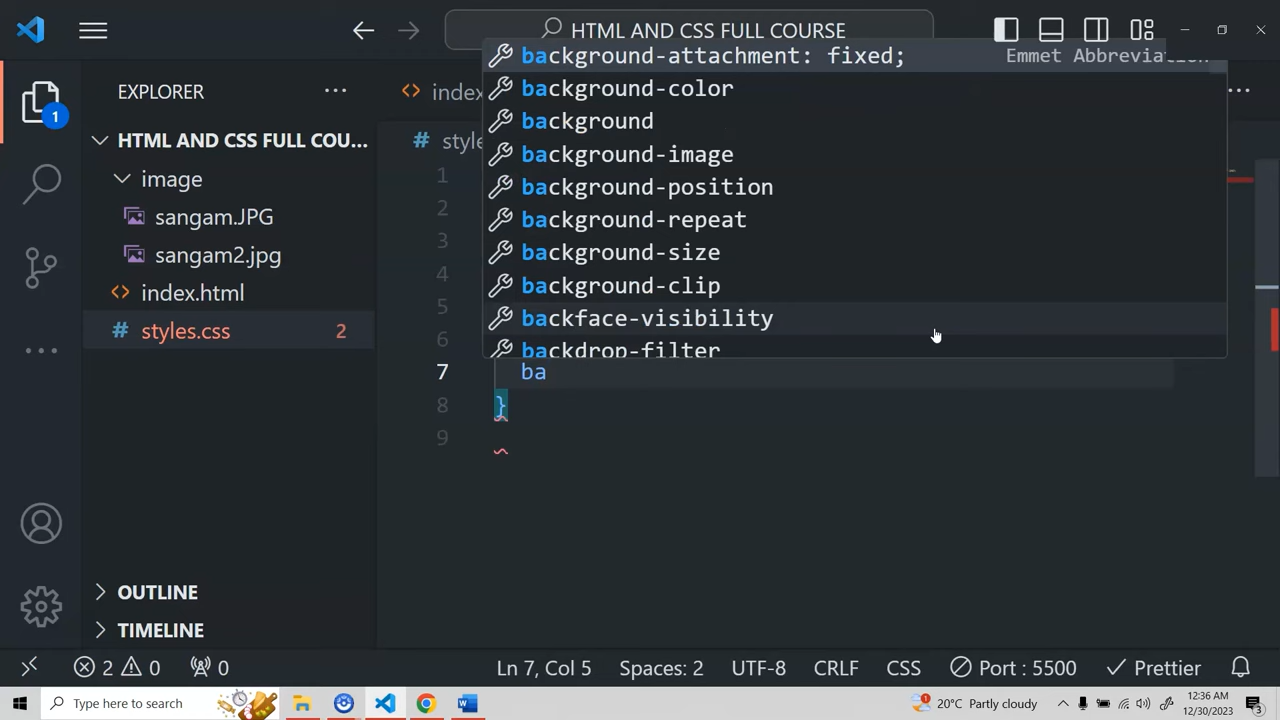 HTML AND CSS FULL COURSE
EXPLORER
HTML AND CSS FULL COU...
image
sangam.JPG
sangam2.jpg
index.html
styles.css 2
OUTLINE
TIMELINE
1
index
style
background-attachment: fixed; Emmet Abbreviation
background-color
background
background-image
background-position
background-repeat
background-size
background-clip
backface-visibility
backdrop-filter
1
2
3
4
5
6
7 ba
8 }
9
2 0 0 Ln 7, Col 5 Spaces: 2 UTF-8 CRLF CSS Port : 5500 Prettier
Type here to search 1 20°C Partly cloudy 12:36 AM
12/30/2023 3